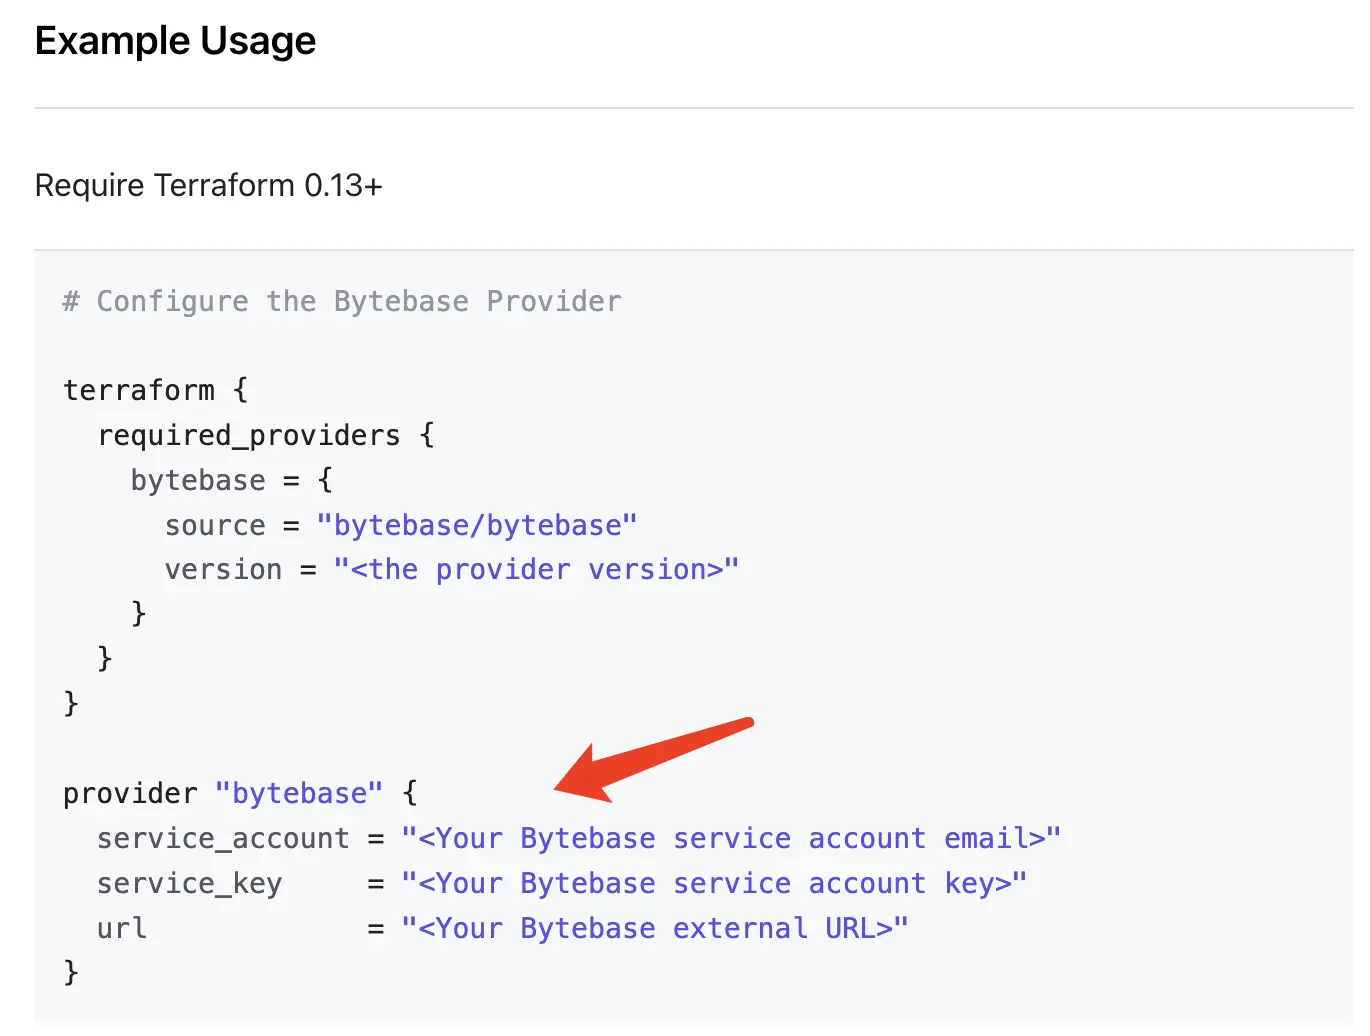 Example Usage
Require Terraform 0.13+
# Configure the Bytebase Provider
terraform {
  required_providers {
    bytebase = {
      source = "bytebase/bytebase"
      version = "<the provider version>"
    }
  }
}
provider "bytebase" {
  service_account = "<Your Bytebase service account email>"
  service_key     = "<Your Bytebase service account key>"
  url             = "<Your Bytebase external URL>"
}